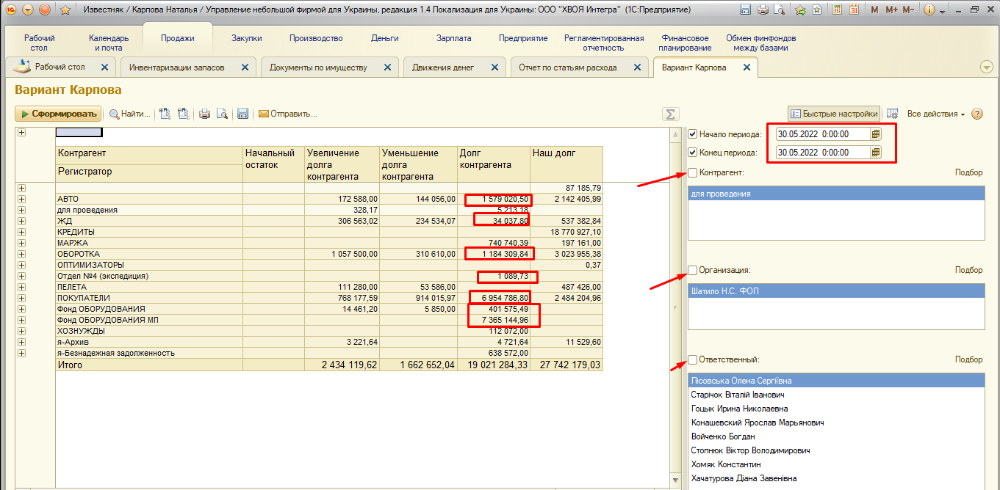 Известняк / Карпова Наталья / Управление небольшой фирмой для Украины, редакция 1.4 Локализация для Украины: ООО "ХВОЯ Интегра" (1С:Предприятие)
M M+ M-
Рабочий стол
Календарь и почта
Продажи
Закупки
Производство
Деньги
Зарплата
Предприятие
Регламентированная отчетность
Финансовое планирование
Обмен финфондов между базами
Рабочий стол
Инвентаризации запасов
Документы по имуществу
Движения денег
Отчет по статьям расхода
Вариант Карпова
Вариант Карпова
Сформировать Найти... Отправить... Σ Быстрые настройки Все действия ?
Контрагент Начальный остаток Увеличение долга контрагента Уменьшение долга контрагента Долг контрагента Наш долг
Регистратор
87 185,79
АВТО 172 588,00 144 056,00 1 579 020,50 2 142 405,99
для проведения 328,17 5 213,18
ЖД 306 563,02 234 534,07 34 037,80 537 382,84
КРЕДИТЫ 18 770 927,10
МАРЖА 740 740,39 197 161,00
ОБОРОТКА 1 057 500,00 310 610,00 1 184 309,84 3 023 955,38
ОПТИМИЗАТОРЫ 0,37
Отдел №4 (экспедиция) 1 089,73
ПЕЛЕТА 111 280,00 53 586,00 487 426,00
ПОКУПАТЕЛИ 768 177,59 914 015,97 6 954 786,80 2 484 204,96
Фонд ОБОРУДОВАНИЯ 14 461,20 5 850,00 401 575,49
Фонд ОБОРУДОВАНИЯ МП 7 365 144,96
ХОЗНУЖДЫ 112 072,00
я-Архив 3 221,64 4 721,64 11 529,60
я-Безнадежная задолженность 638 572,00
Итого 2 434 119,62 1 662 652,04 19 021 284,33 27 742 179,03
Начало периода: 30.05.2022 0:00:00
Конец периода: 30.05.2022 0:00:00
Контрагент: Подбор
для проведения
Организация: Подбор
Шатило Н.С. ФОП
Ответственный: Подбор
Лісовська Олена Сергіївна
Старічок Віталій Іванович
Гоцык Ирина Николаевна
Конашевский Ярослав Марьянович
Войченко Богдан
Стопнюк Віктор Володимирович
Хомяк Константин
Хачатурова Діана Завенівна